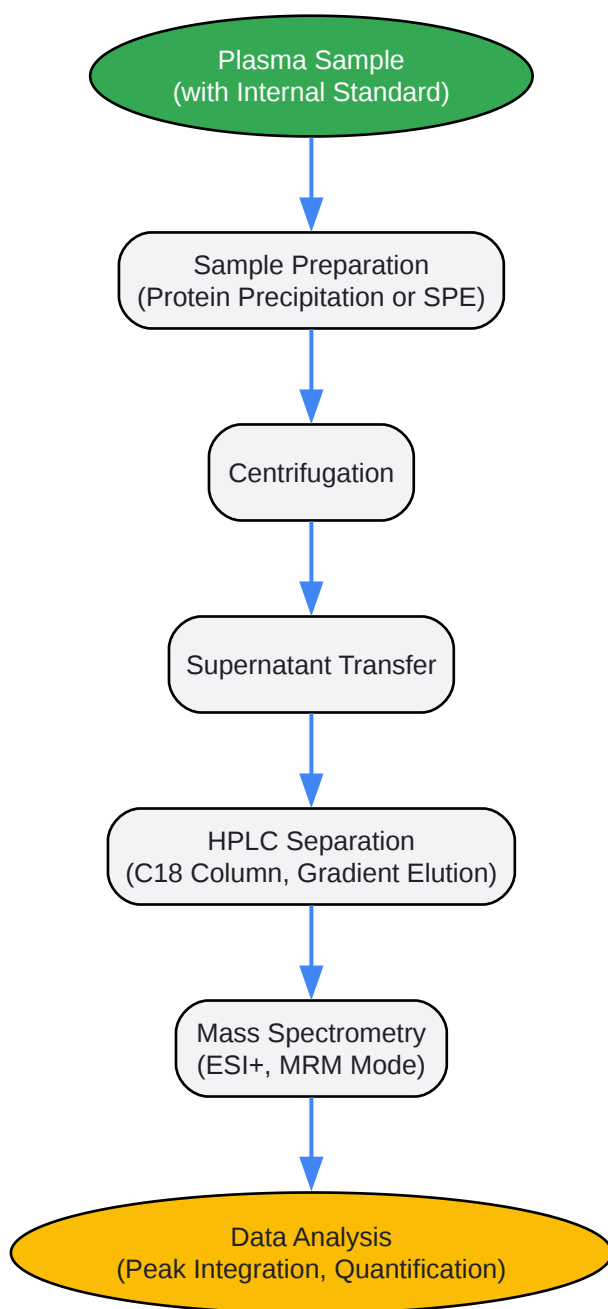 Plasma Sample
(with Internal Standard)
Sample Preparation
(Protein Precipitation or SPE)
Centrifugation
Supernatant Transfer
HPLC Separation
(C18 Column, Gradient Elution)
Mass Spectrometry
(ESI+, MRM Mode)
Data Analysis
(Peak Integration, Quantification)